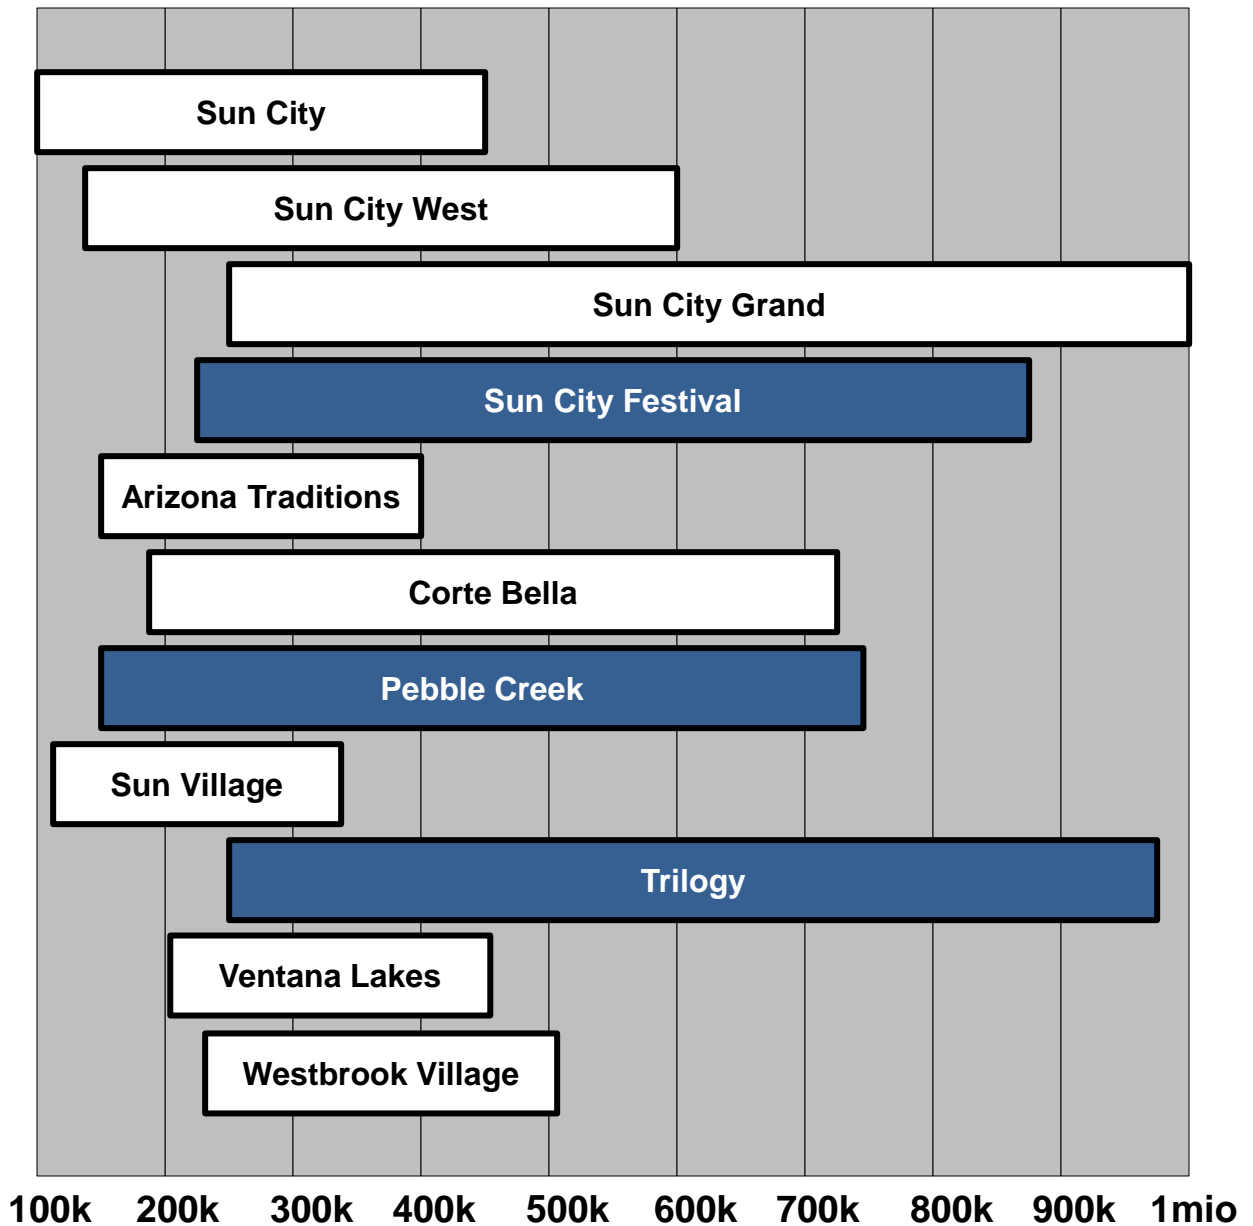 Sun City
Sun City West
Sun City Grand
Sun City Festival
Arizona Traditions
Corte Bella
Pebble Creek
Sun Village
Trilogy
Ventana Lakes
Westbrook Village
100k 200k 300k 400k 500k 600k 700k 800k 900k 1mio